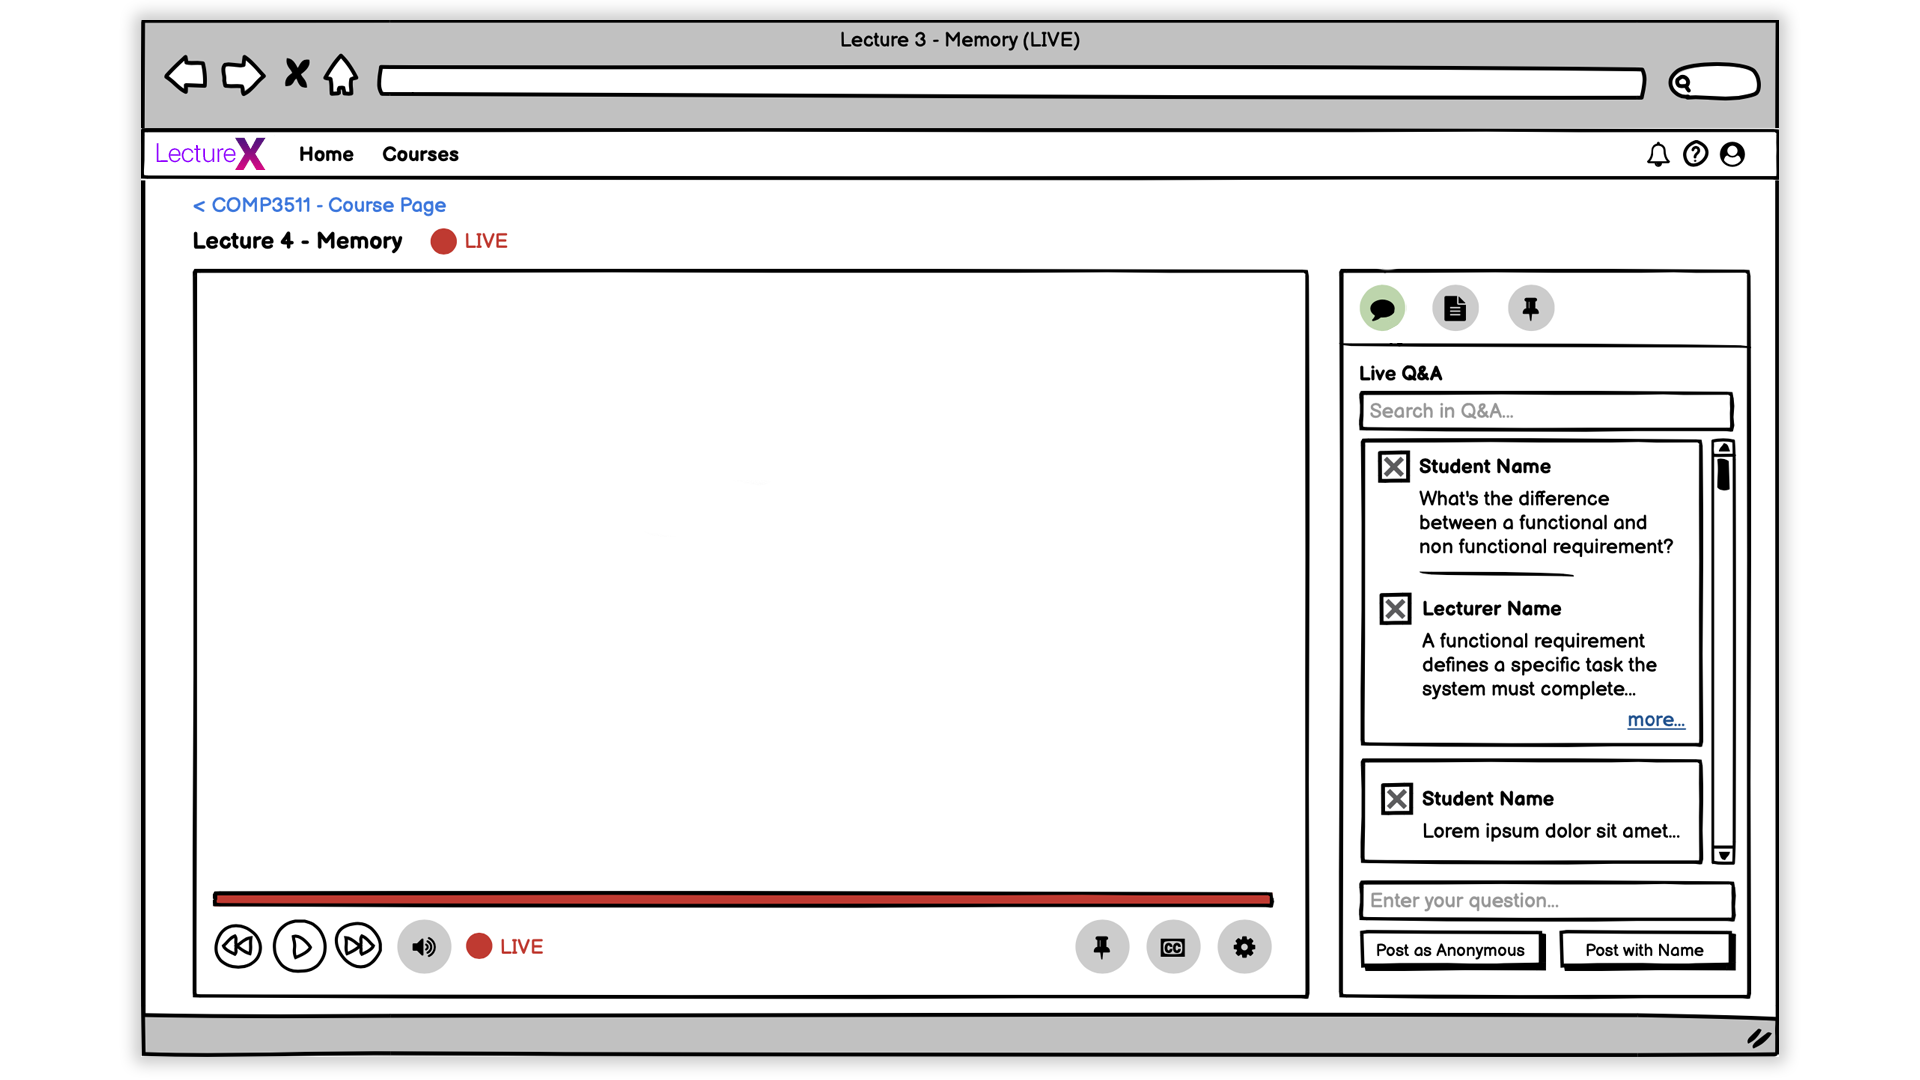 Lecture 3 - Memory (LIVE)
LectureX Home Courses
< COMP3511 - Course Page
Lecture 4 - Memory LIVE
Live Q&A
Search in Q&A...
Student Name
What's the difference
between a functional and
non functional requirement?
Lecturer Name
A functional requirement
defines a specific task the
system must complete...
more...
Student Name
Lorem ipsum dolor sit amet...
Enter your question...
Post as Anonymous Post with Name
LIVE CC